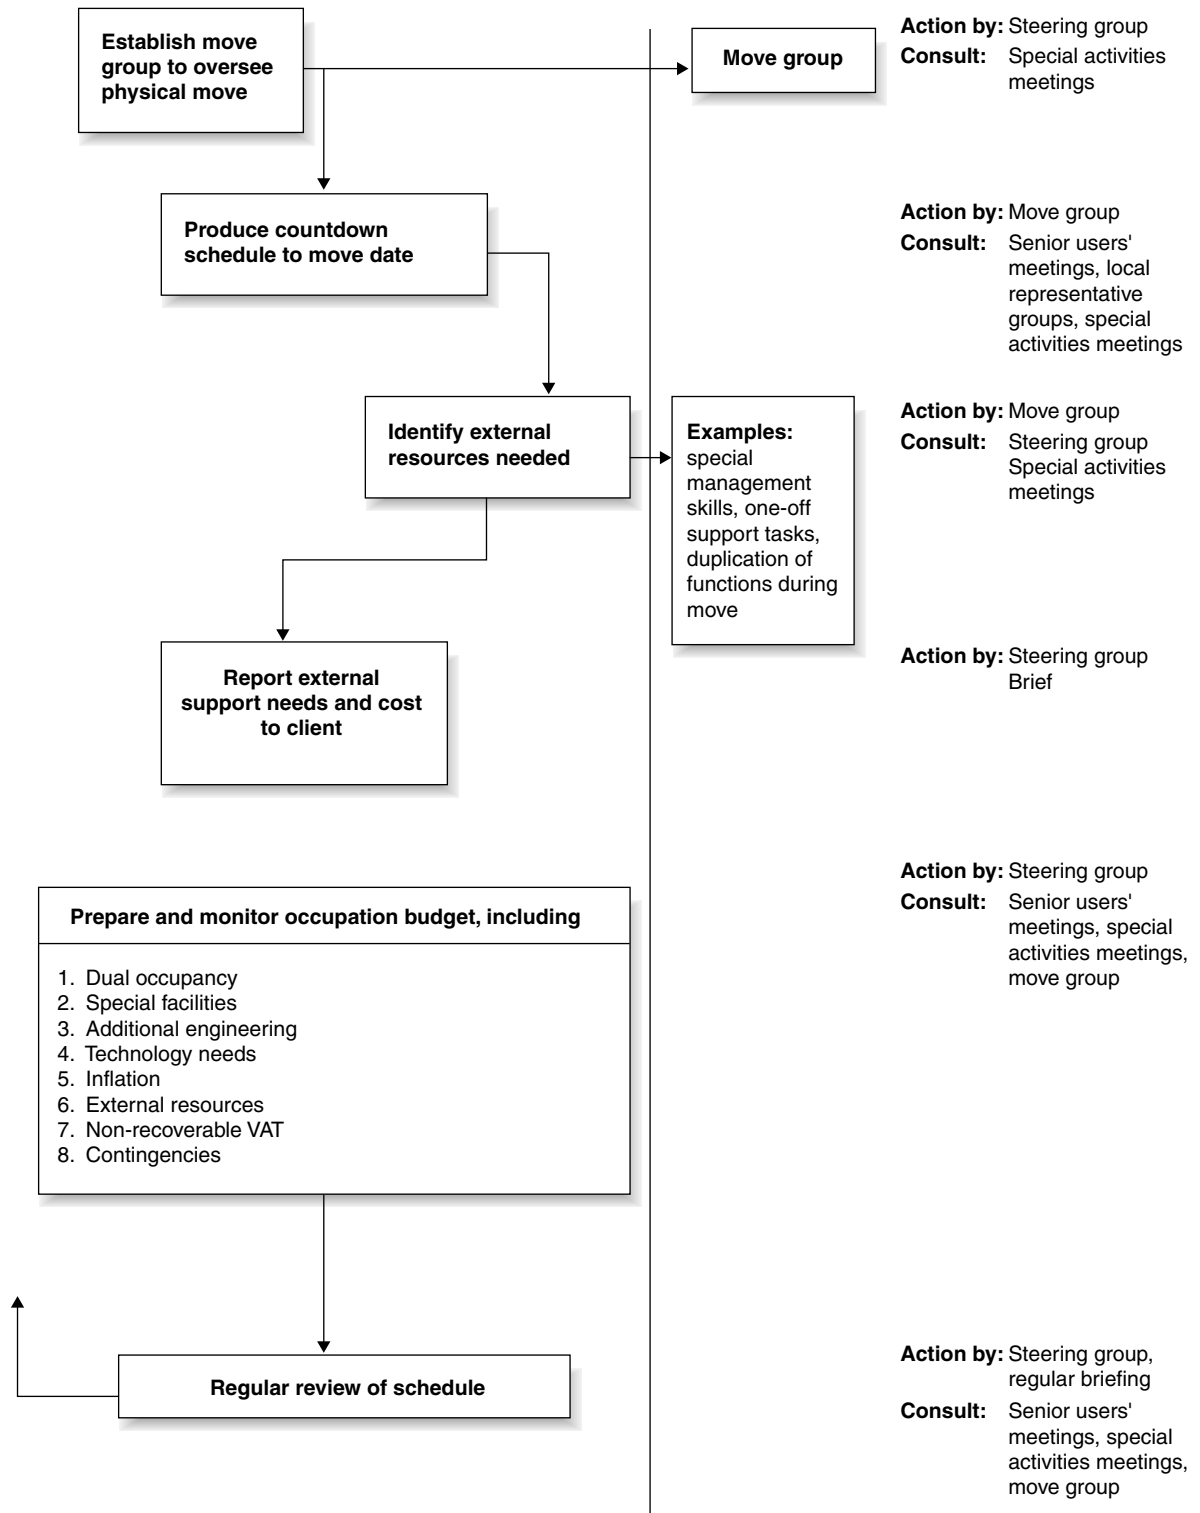 Establish move
group to oversee
physical move
Move group
Action by: Steering group
Consult: Special activities
meetings
Produce countdown
schedule to move date
Action by: Move group
Consult: Senior users'
meetings, local
representative
groups, special
activities meetings
Identify external
resources needed
Examples:
special
management
skills, one-off
support tasks,
duplication of
functions during
move
Action by: Move group
Consult: Steering group
Special activities
meetings
Report external
support needs and cost
to client
Action by: Steering group
Brief
Prepare and monitor occupation budget, including
1. Dual occupancy
2. Special facilities
3. Additional engineering
4. Technology needs
5. Inflation
6. External resources
7. Non-recoverable VAT
8. Contingencies
Action by: Steering group
Consult: Senior users'
meetings, special
activities meetings,
move group
Regular review of schedule
Action by: Steering group,
regular briefing
Consult: Senior users'
meetings, special
activities meetings,
move group